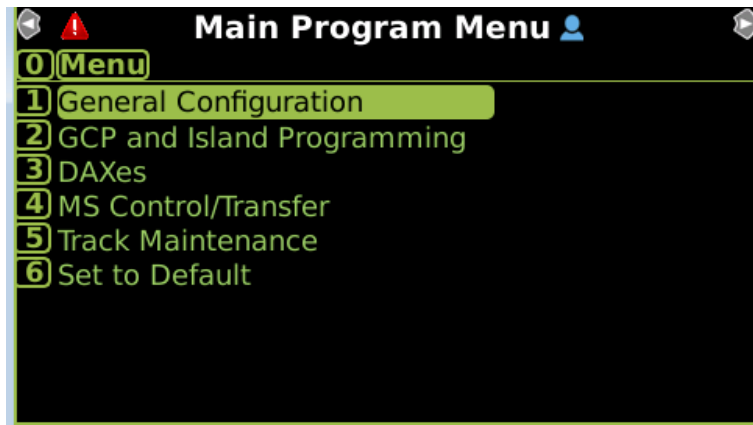 Main Program Menu
0 Menu
1 General Configuration
2 GCP and Island Programming
3 DAXes
4 MS Control/Transfer
5 Track Maintenance
6 Set to Default